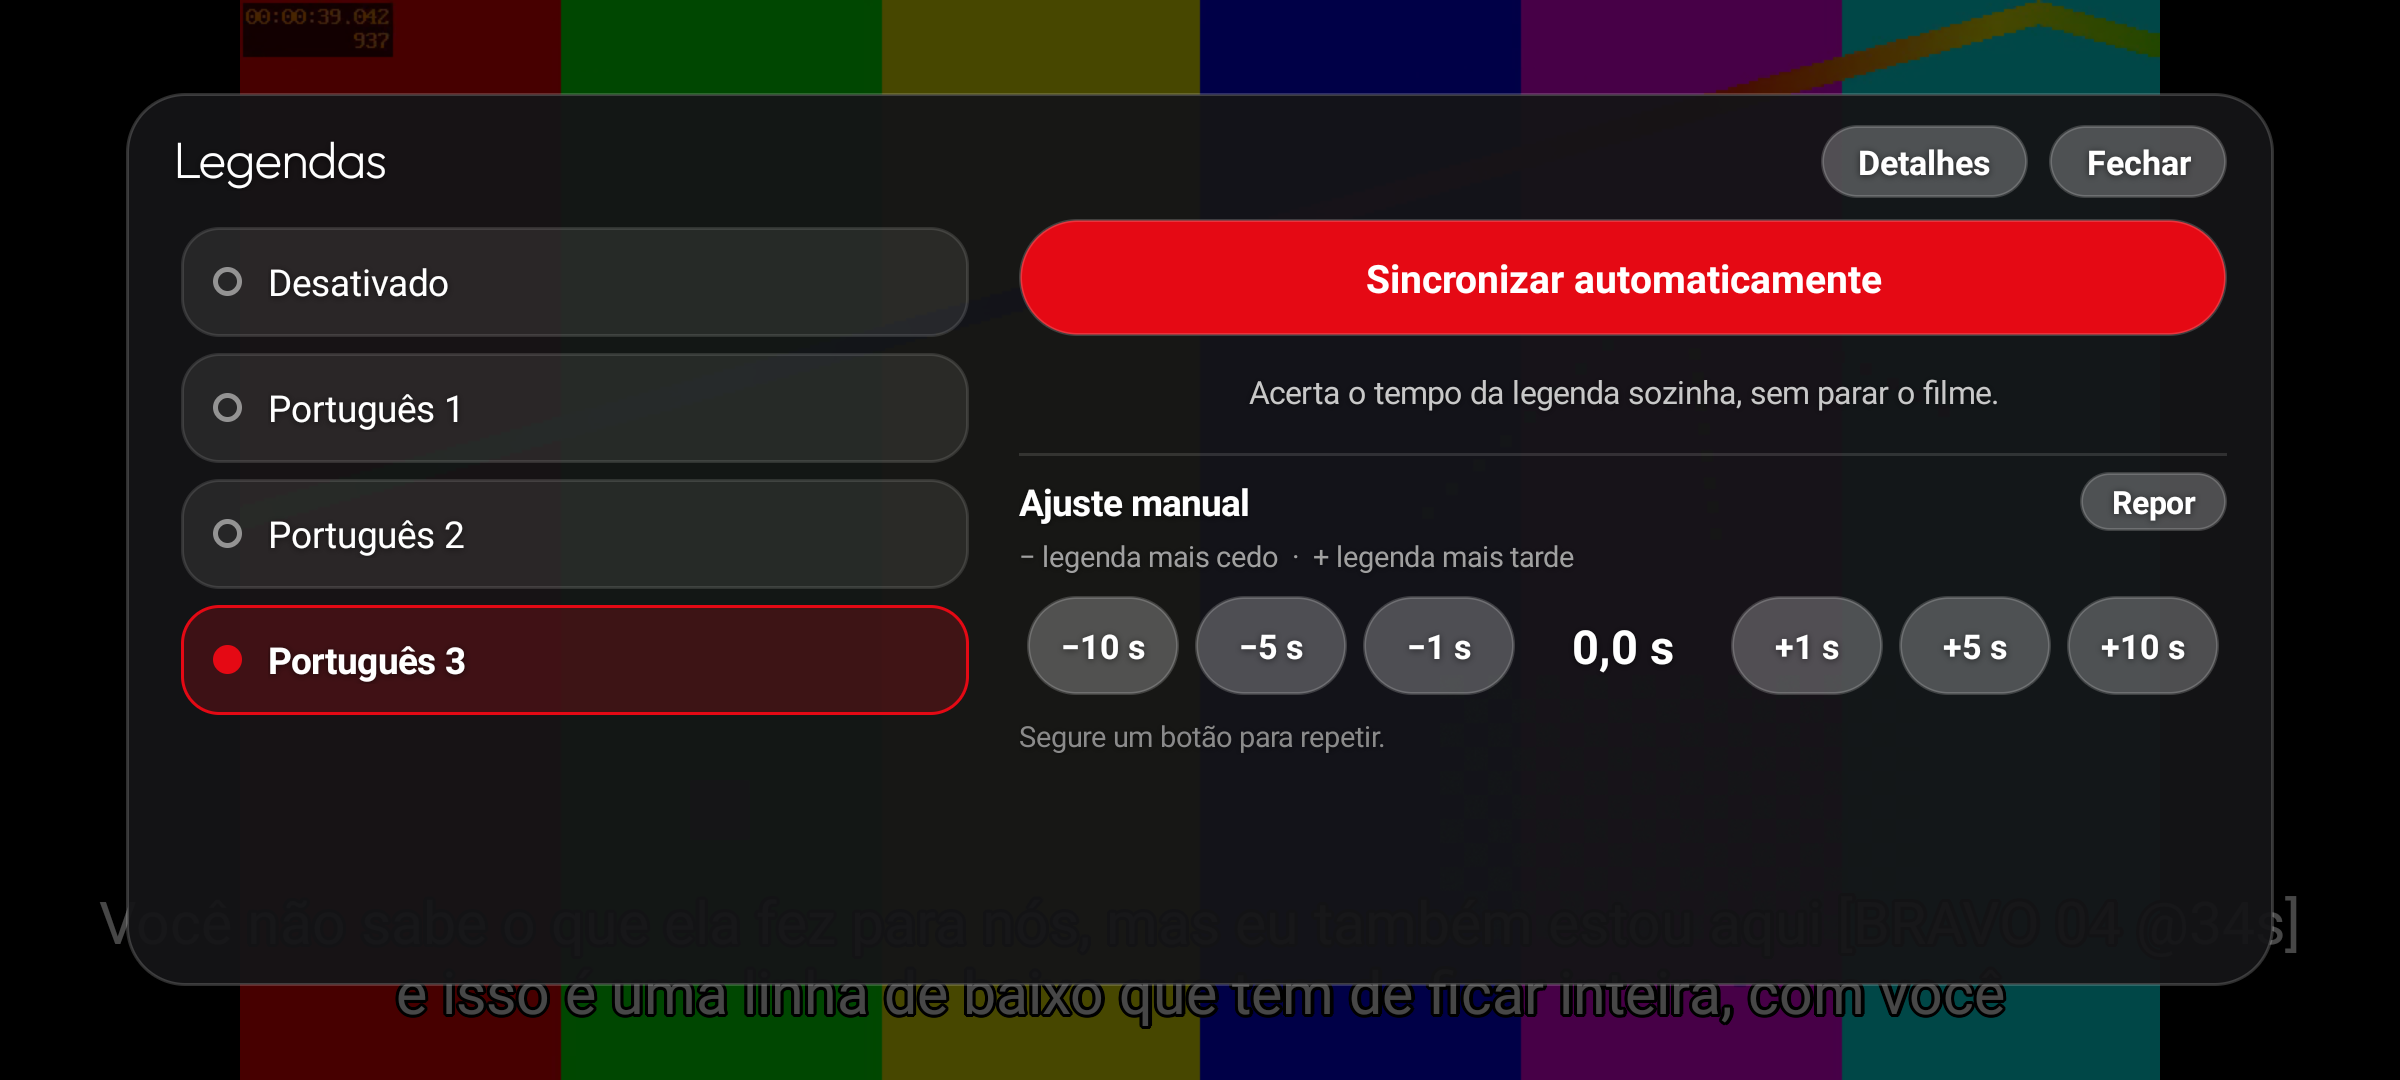 00:00:39.042
937
Legendas
Detalhes
Fechar
Desativado
Português 1
Português 2
Português 3
Sincronizar automaticamente
Acerta o tempo da legenda sozinha, sem parar o filme.
Ajuste manual
Repor
− legenda mais cedo · + legenda mais tarde
−10 s
−5 s
−1 s
0,0 s
+1 s
+5 s
+10 s
Segure um botão para repetir.
Você não sabe o que ela fez para nós, mas eu também estou aqui [BRAVO 04 @34s]
e isso é uma linha de baixo que tem de ficar inteira, com você